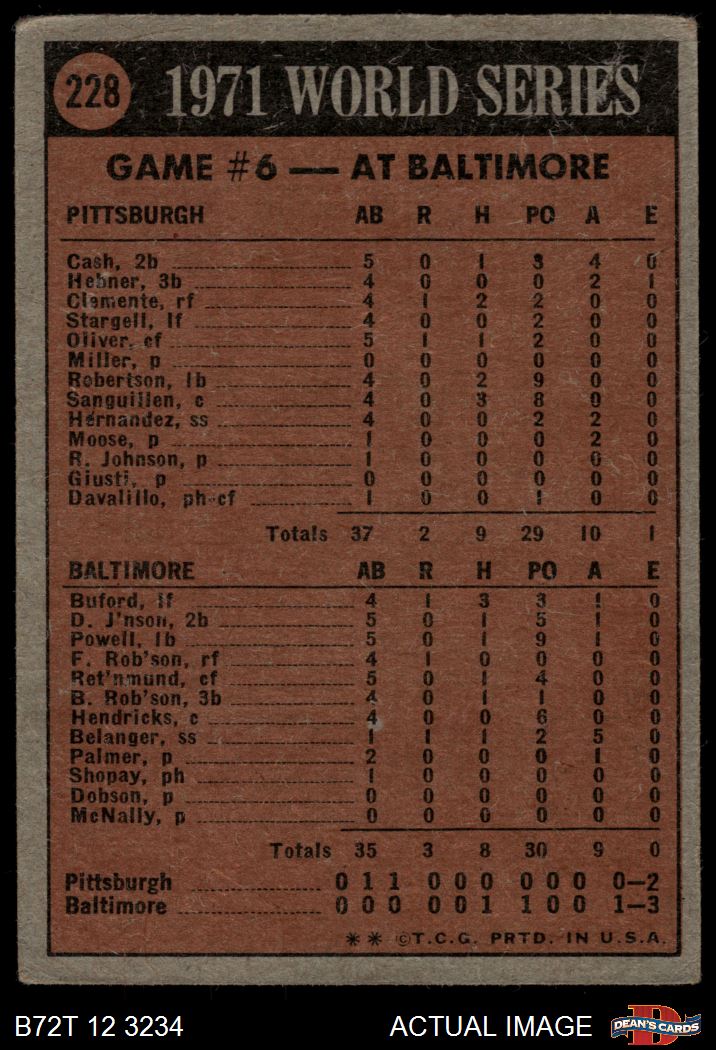 228 1971 WORLD SERIES
GAME #6 — AT BALTIMORE
PITTSBURGH AB R H PO A E
Cash, 2b 5 0 1 3 4 0
Hebner, 3b 4 0 0 0 2 1
Clemente, rf 4 1 2 2 0 0
Stargell, lf 4 0 0 2 0 0
Oliver, cf 5 1 1 2 0 0
Miller, p 0 0 0 0 0 0
Robertson, 1b 4 0 2 9 0 0
Sanguillen, c 4 0 3 8 0 0
Hernandez, ss 4 0 0 2 2 0
Moose, p 1 0 0 0 2 0
R. Johnson, p 1 0 0 0 0 0
Giusti, p 0 0 0 0 0 0
Davalillo, ph-cf 1 0 0 1 0 0
Totals 37 2 9 29 10 1
BALTIMORE AB R H PO A E
Buford, lf 4 1 3 3 1 0
D. J'nson, 2b 5 0 1 5 1 0
Powell, 1b 5 0 1 9 1 0
F. Rob'son, rf 4 1 0 0 0 0
Ret'nmund, cf 5 0 1 4 0 0
B. Rob'son, 3b 4 0 1 1 0 0
Hendricks, c 4 0 0 6 0 0
Belanger, ss 1 1 1 2 5 0
Palmer, p 2 0 0 0 1 0
Shopay, ph 1 0 0 0 0 0
Dobson, p 0 0 0 0 0 0
McNally, p 0 0 0 0 0 0
Totals 35 3 8 30 9 0
Pittsburgh 0 1 1 0 0 0 0 0 0 0—2
Baltimore 0 0 0 0 0 1 1 0 0 1—3
** ©T.C.G. PRTD. IN U.S.A.
B72T 12 3234 ACTUAL IMAGE DEAN'S CARDS